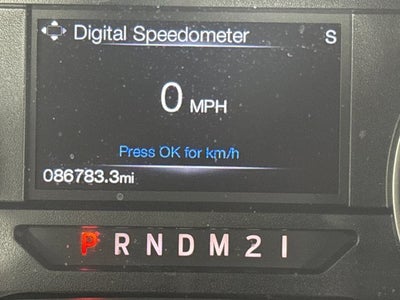 Digital Speedometer S
0 MPH
Press OK for km/h
086783.3mi
P R N D M 2 1